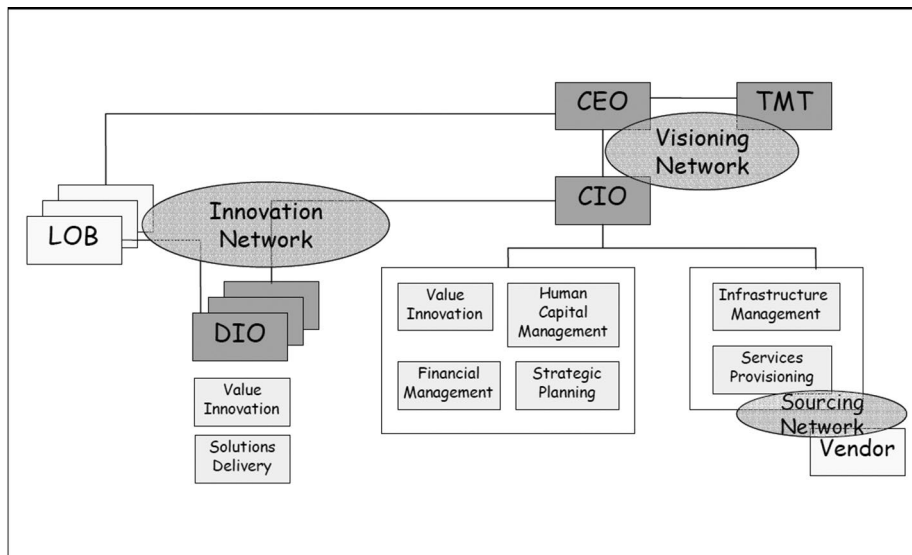 CEO
TMT
Visioning
Network
CIO
Innovation
Network
LOB
DIO
Value
Innovation
Solutions
Delivery
Value
Innovation
Human
Capital
Management
Financial
Management
Strategic
Planning
Infrastructure
Management
Services
Provisioning
Sourcing
Network
Vendor